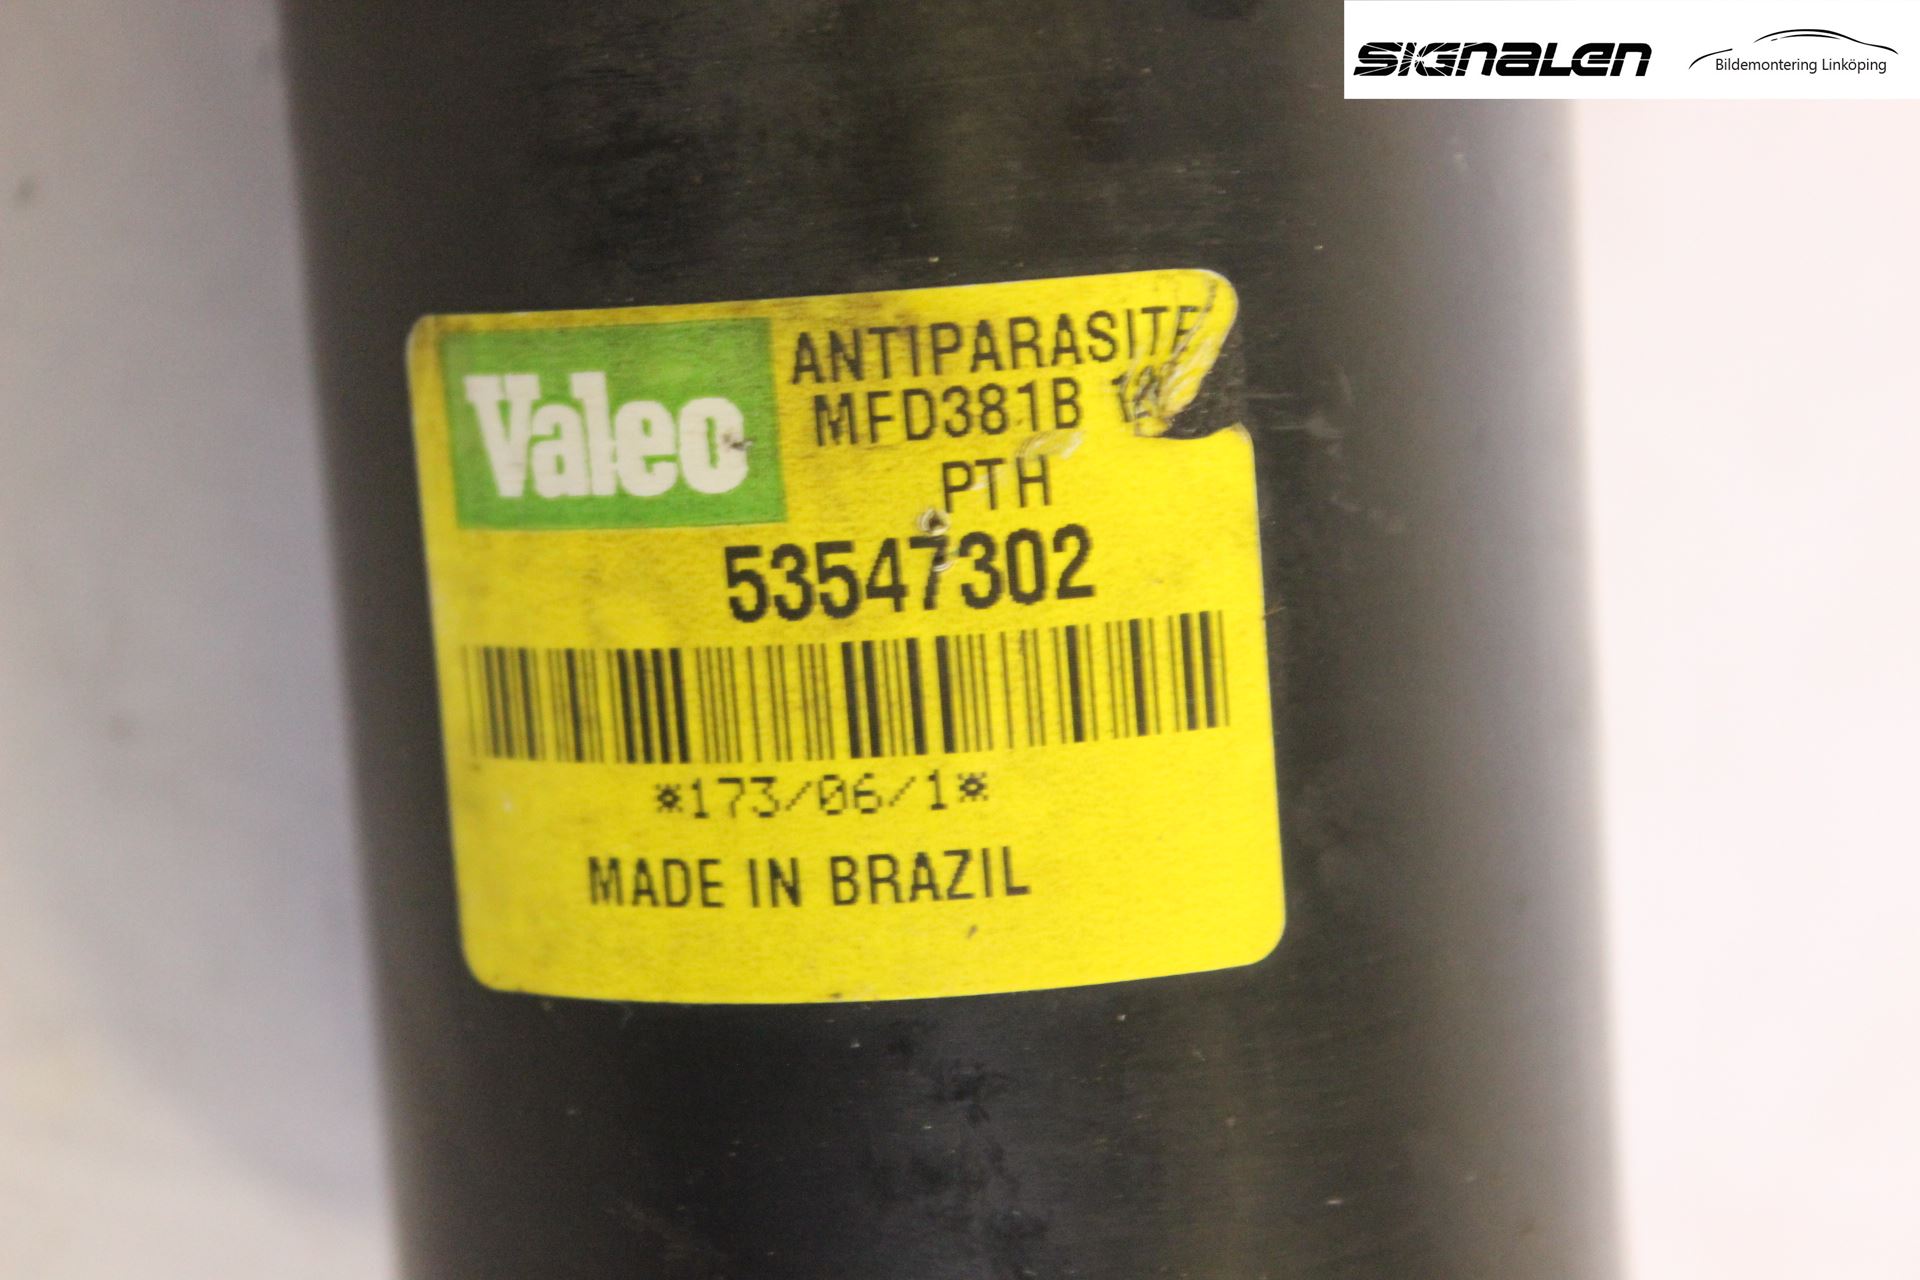 SIGNALEN
Bildemontering Linköping
Valeo
ANTIPARASITE
MFD381B
PTH
53547302
*173/06/1*
MADE IN BRAZIL